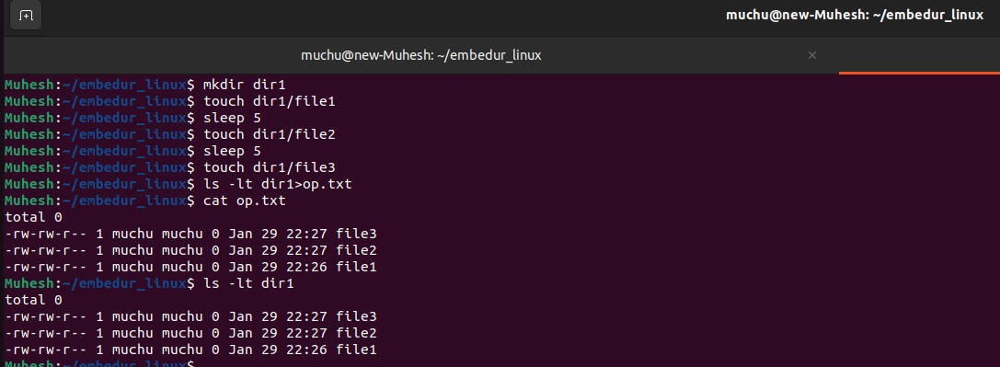 muchu@new-Muhesh: ~/embedur_linux
muchu@new-Muhesh: ~/embedur_linux ×
Muhesh:~/embedur_linux$ mkdir dir1
Muhesh:~/embedur_linux$ touch dir1/file1
Muhesh:~/embedur_linux$ sleep 5
Muhesh:~/embedur_linux$ touch dir1/file2
Muhesh:~/embedur_linux$ sleep 5
Muhesh:~/embedur_linux$ touch dir1/file3
Muhesh:~/embedur_linux$ ls -lt dir1>op.txt
Muhesh:~/embedur_linux$ cat op.txt
total 0
-rw-rw-r-- 1 muchu muchu 0 Jan 29 22:27 file3
-rw-rw-r-- 1 muchu muchu 0 Jan 29 22:27 file2
-rw-rw-r-- 1 muchu muchu 0 Jan 29 22:26 file1
Muhesh:~/embedur_linux$ ls -lt dir1
total 0
-rw-rw-r-- 1 muchu muchu 0 Jan 29 22:27 file3
-rw-rw-r-- 1 muchu muchu 0 Jan 29 22:27 file2
-rw-rw-r-- 1 muchu muchu 0 Jan 29 22:26 file1
Muhesh:~/embedur_linux$